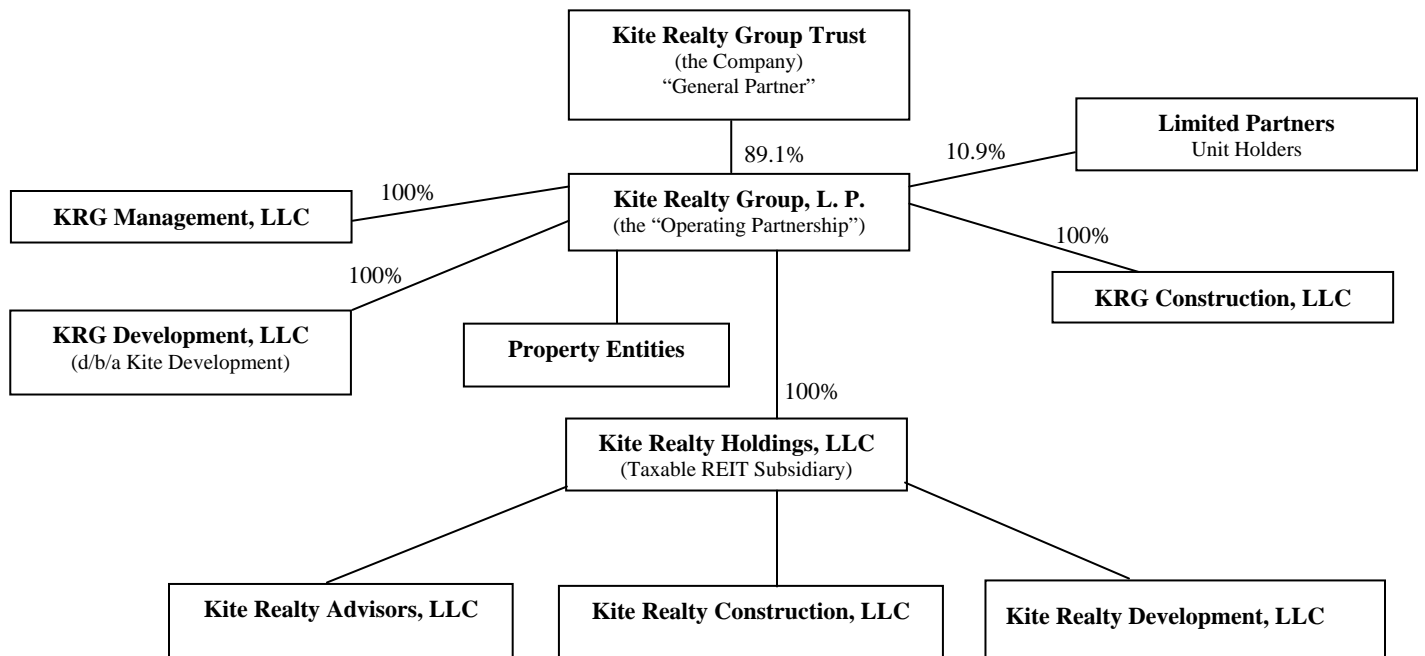 Kite Realty Group Trust
(the Company)
“General Partner”
Limited Partners
Unit Holders
89.1%
10.9%
100%
Kite Realty Group, L. P.
(the “Operating Partnership”)
KRG Management, LLC
100%
100%
KRG Construction, LLC
KRG Development, LLC
(d/b/a Kite Development)
Property Entities
100%
Kite Realty Holdings, LLC
(Taxable REIT Subsidiary)
Kite Realty Advisors, LLC
Kite Realty Construction, LLC
Kite Realty Development, LLC